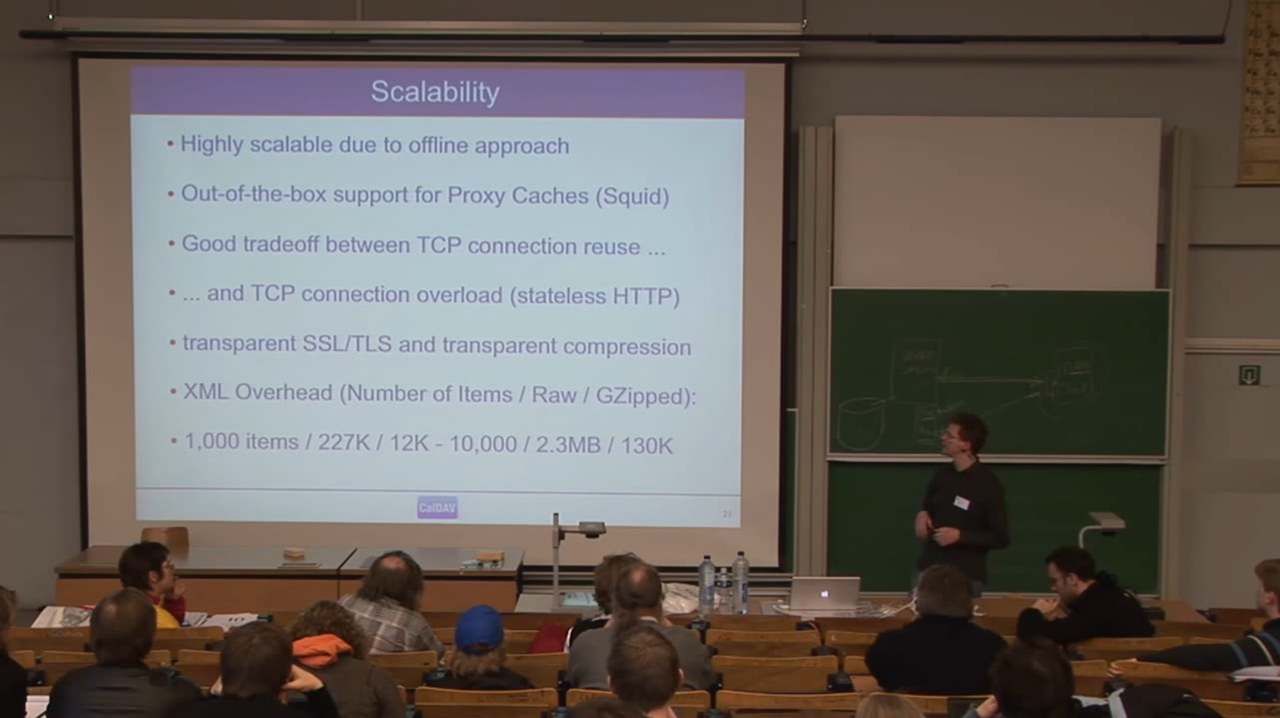 Scalability
• Highly scalable due to offline approach
• Out-of-the-box support for Proxy Caches (Squid)
• Good tradeoff between TCP connection reuse ...
• ... and TCP connection overload (stateless HTTP)
• transparent SSL/TLS and transparent compression
• XML Overhead (Number of Items / Raw / GZipped):
• 1,000 items / 227K / 12K - 10,000 / 2.3MB / 130K
CalDAV